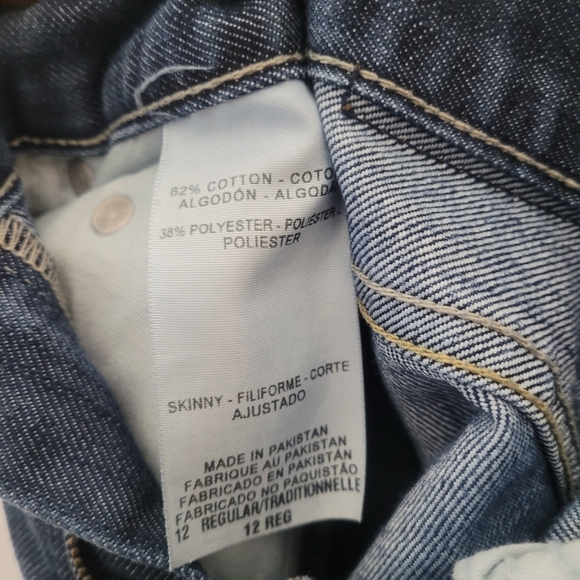 62% COTTON - COTO
ALGODÓN - ALGODÃ
38% POLYESTER - POLIESTER -
POLIESTER
SKINNY - FILIFORME - CORTE
AJUSTADO
MADE IN PAKISTAN
FABRIQUE AU PAKISTAN
FABRICADO EN PAKISTAN
FABRICADO NO PAQUISTÃO
12 REGULAR/TRADITIONNELLE
12 REG